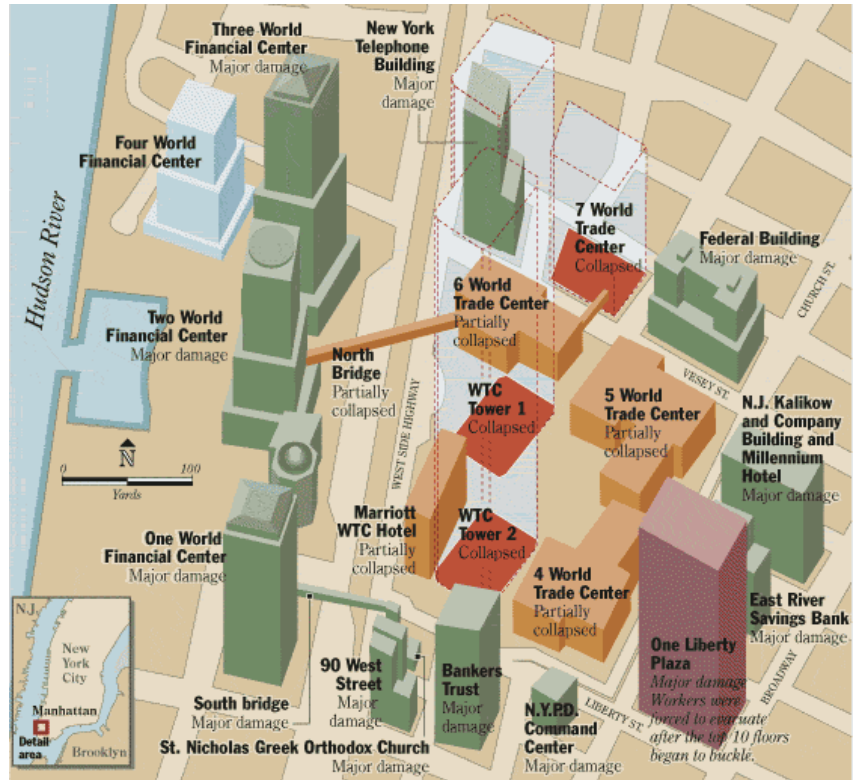 Three World
Financial Center
Major damage
New York
Telephone
Building
Major
damage
Four World
Financial Center
7 World
Trade
Center
Collapsed
Federal Building
Major damage
CHURCH ST.
Hudson River
6 World
Trade Center
Partially
collapsed
Two World
Financial Center
Major damage
North
Bridge
Partially
collapsed
VESEY ST.
WTC
Tower 1
Collapsed
5 World
Trade Center
Partially
collapsed
N.J. Kalikow
and Company
Building and
Millennium
Hotel
Major damage
WEST SIDE HIGHWAY
N
0 100
Yards
Marriott
WTC Hotel
Partially
collapsed
WTC
Tower 2
Collapsed
One World
Financial Center
Major damage
4 World
Trade Center
Partially
collapsed
East River
Savings Bank
Major damage
One Liberty
Plaza
Major damage
Workers were
forced to evacuate
after the top 10 floors
began to buckle.
BROADWAY
N.J.
New
York
City
Manhattan
Detail
area
Brooklyn
South bridge
Major damage
90 West
Street
Major
damage
Bankers
Trust
Major
damage
LIBERTY ST.
N.Y.P.D.
Command
Center
Major damage
St. Nicholas Greek Orthodox Church
Major damage